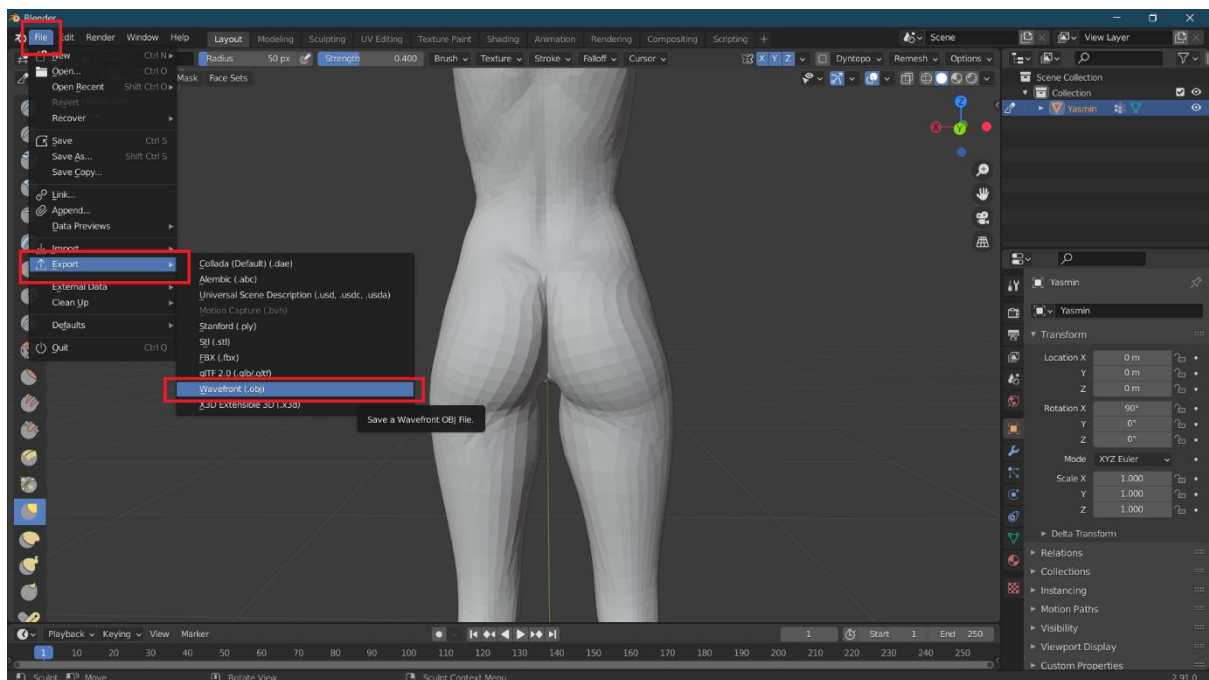 Blender
File Edit Render Window Help Layout Modeling Sculpting UV Editing Texture Paint Shading Animation Rendering Compositing Scripting + Scene View Layer
Radius 50 px Strength 0.400 Brush Texture Stroke Falloff Cursor X Y Z Dyntopo Remesh Options
Mask Face Sets
New Ctrl N
Open... Ctrl O
Open Recent Shift Ctrl O
Revert
Recover
Save Ctrl S
Save As... Shift Ctrl S
Save Copy...
Link...
Append...
Data Previews
Import
Export
External Data
Clean Up
Defaults
Quit Ctrl Q
Collada (Default) (.dae)
Alembic (.abc)
Universal Scene Description (.usd, .usdc, .usda)
Motion Capture (.bvh)
Stanford (.ply)
Stl (.stl)
FBX (.fbx)
glTF 2.0 (.glb/.gltf)
Wavefront (.obj)
X3D Extensible 3D (.x3d)
Save a Wavefront OBJ File.
Z
X Y
Scene Collection
Collection
Yasmin
Yasmin
Yasmin
Transform
Location X 0 m
Y 0 m
Z 0 m
Rotation X 90°
Y 0°
Z 0°
Mode XYZ Euler
Scale X 1.000
Y 1.000
Z 1.000
Delta Transform
Relations
Collections
Instancing
Motion Paths
Visibility
Viewport Display
Custom Properties
Playback Keying View Marker 1 Start 1 End 250
1 10 20 30 40 50 60 70 80 90 100 110 120 130 140 150 160 170 180 190 200 210 220 230 240 250
Sculpt Move Rotate View Sculpt Context Menu 2.91.0